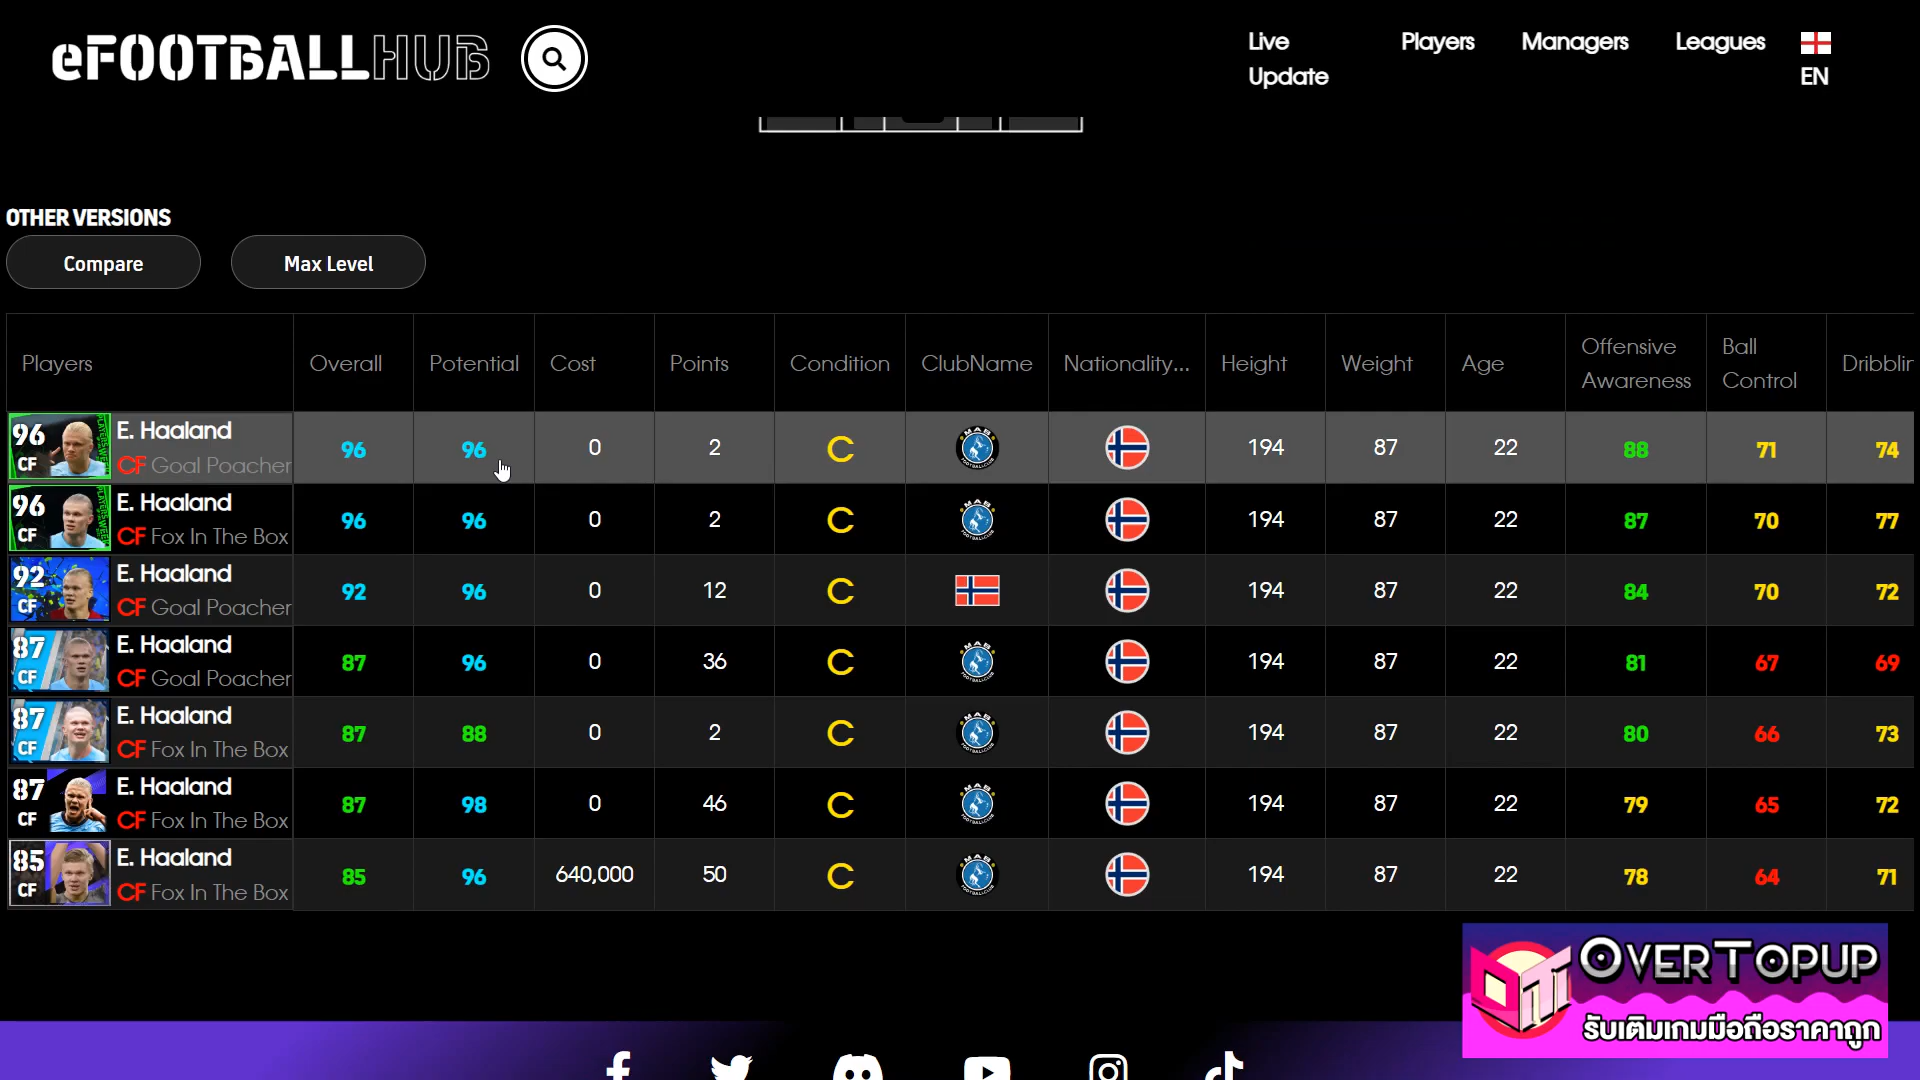 eFOOTBALLHUB
Live
Update
Players
Managers
Leagues
EN
OTHER VERSIONS
Compare
Max Level
Players Overall Potential Cost Points Condition ClubName Nationality... Height Weight Age Offensive Awareness Ball Control Dribblin
96 CF E. Haaland CF Goal Poacher 96 96 0 2 C 194 87 22 88 71 74
96 CF E. Haaland CF Fox In The Box 96 96 0 2 C 194 87 22 87 70 77
92 CF E. Haaland CF Goal Poacher 92 96 0 12 C 194 87 22 84 70 72
87 CF E. Haaland CF Goal Poacher 87 96 0 36 C 194 87 22 81 67 69
87 CF E. Haaland CF Fox In The Box 87 88 0 2 C 194 87 22 80 66 73
87 CF E. Haaland CF Fox In The Box 87 98 0 46 C 194 87 22 79 65 72
85 CF E. Haaland CF Fox In The Box 85 96 640,000 50 C 194 87 22 78 64 71
OVERTOPUP
รับเติมเกมมือถือราคาถูก